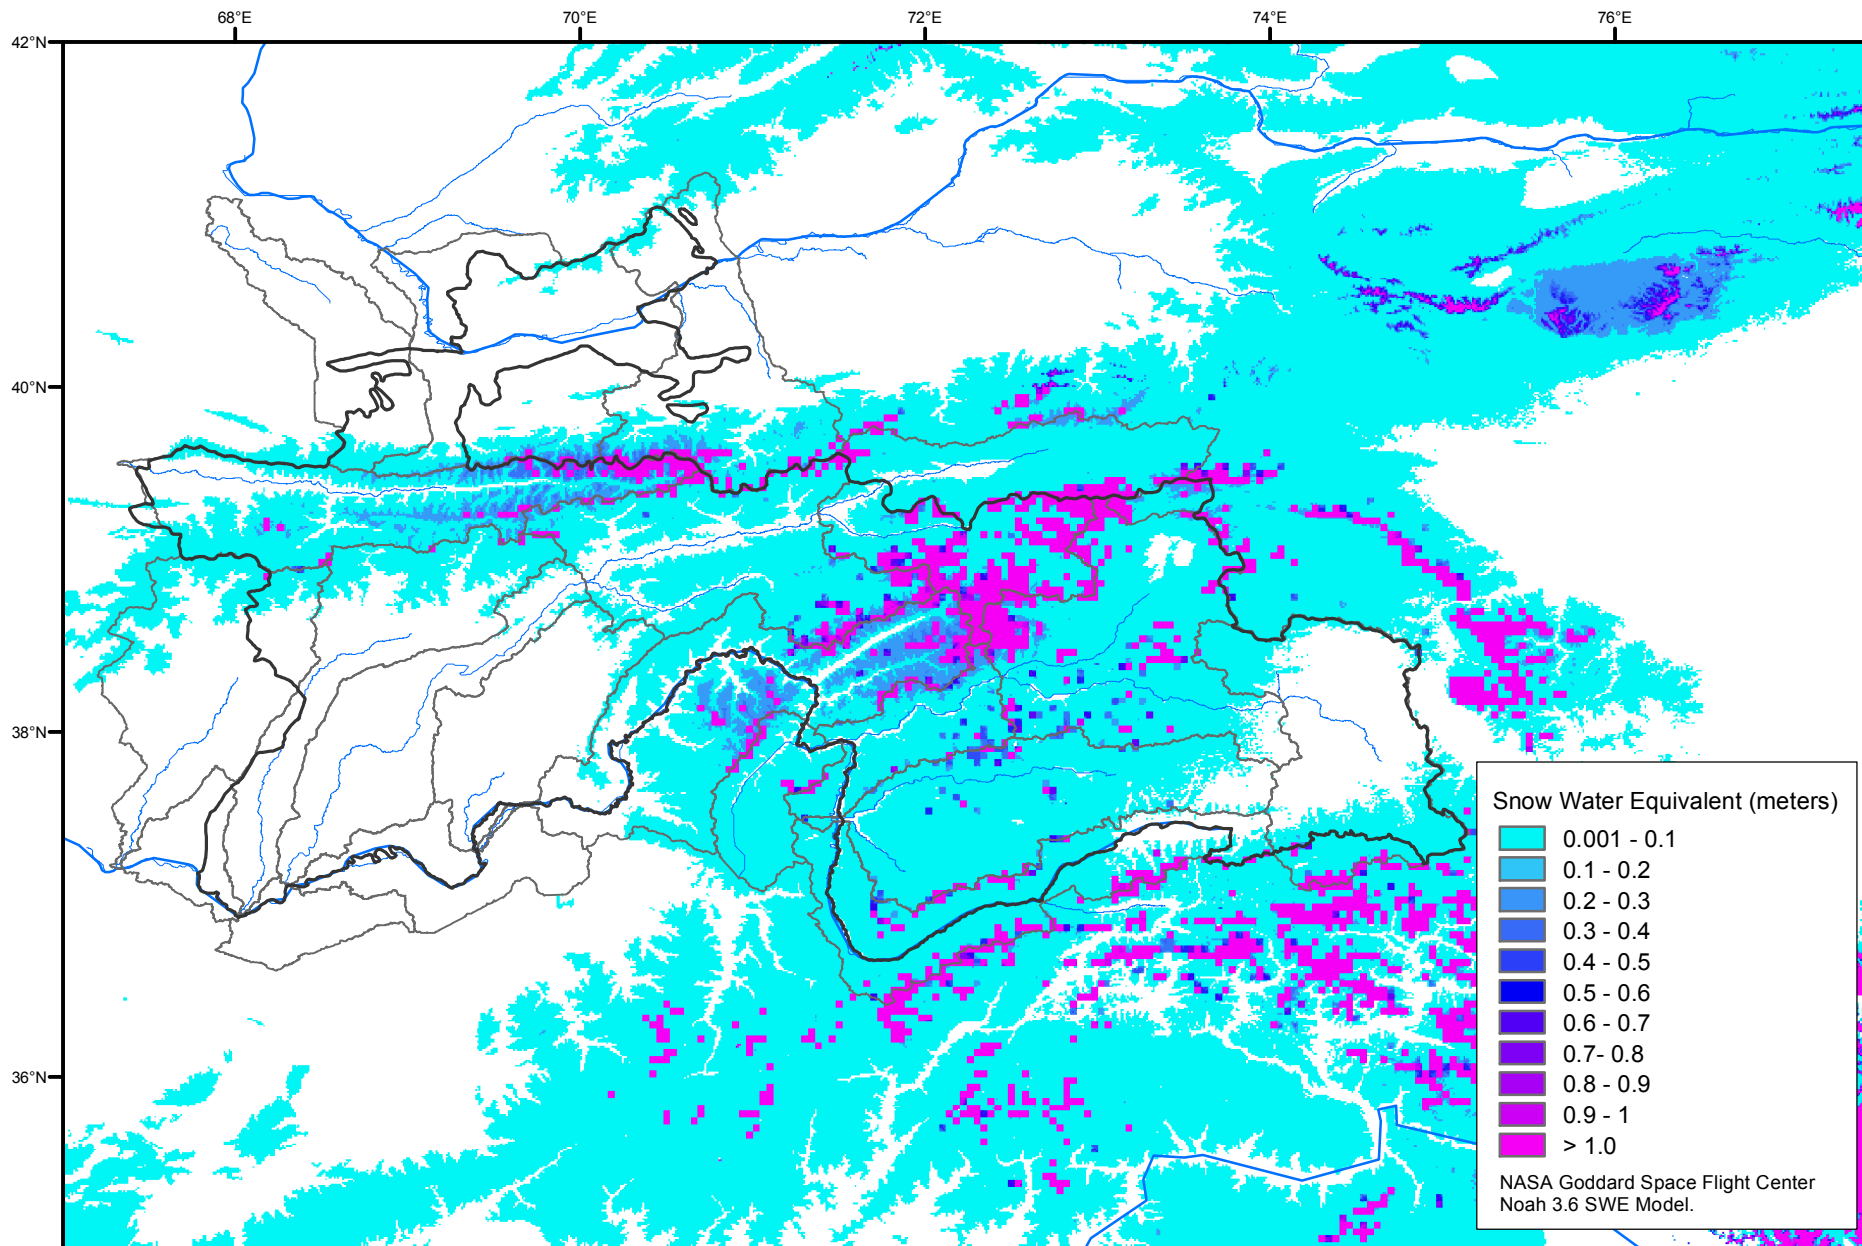 68°E
70°E
72°E
74°E
76°E
42°N
40°N
38°N
36°N
Snow Water Equivalent (meters)
0.001 - 0.1
0.1 - 0.2
0.2 - 0.3
0.3 - 0.4
0.4 - 0.5
0.5 - 0.6
0.6 - 0.7
0.7- 0.8
0.8 - 0.9
0.9 - 1
> 1.0
NASA Goddard Space Flight Center
Noah 3.6 SWE Model.